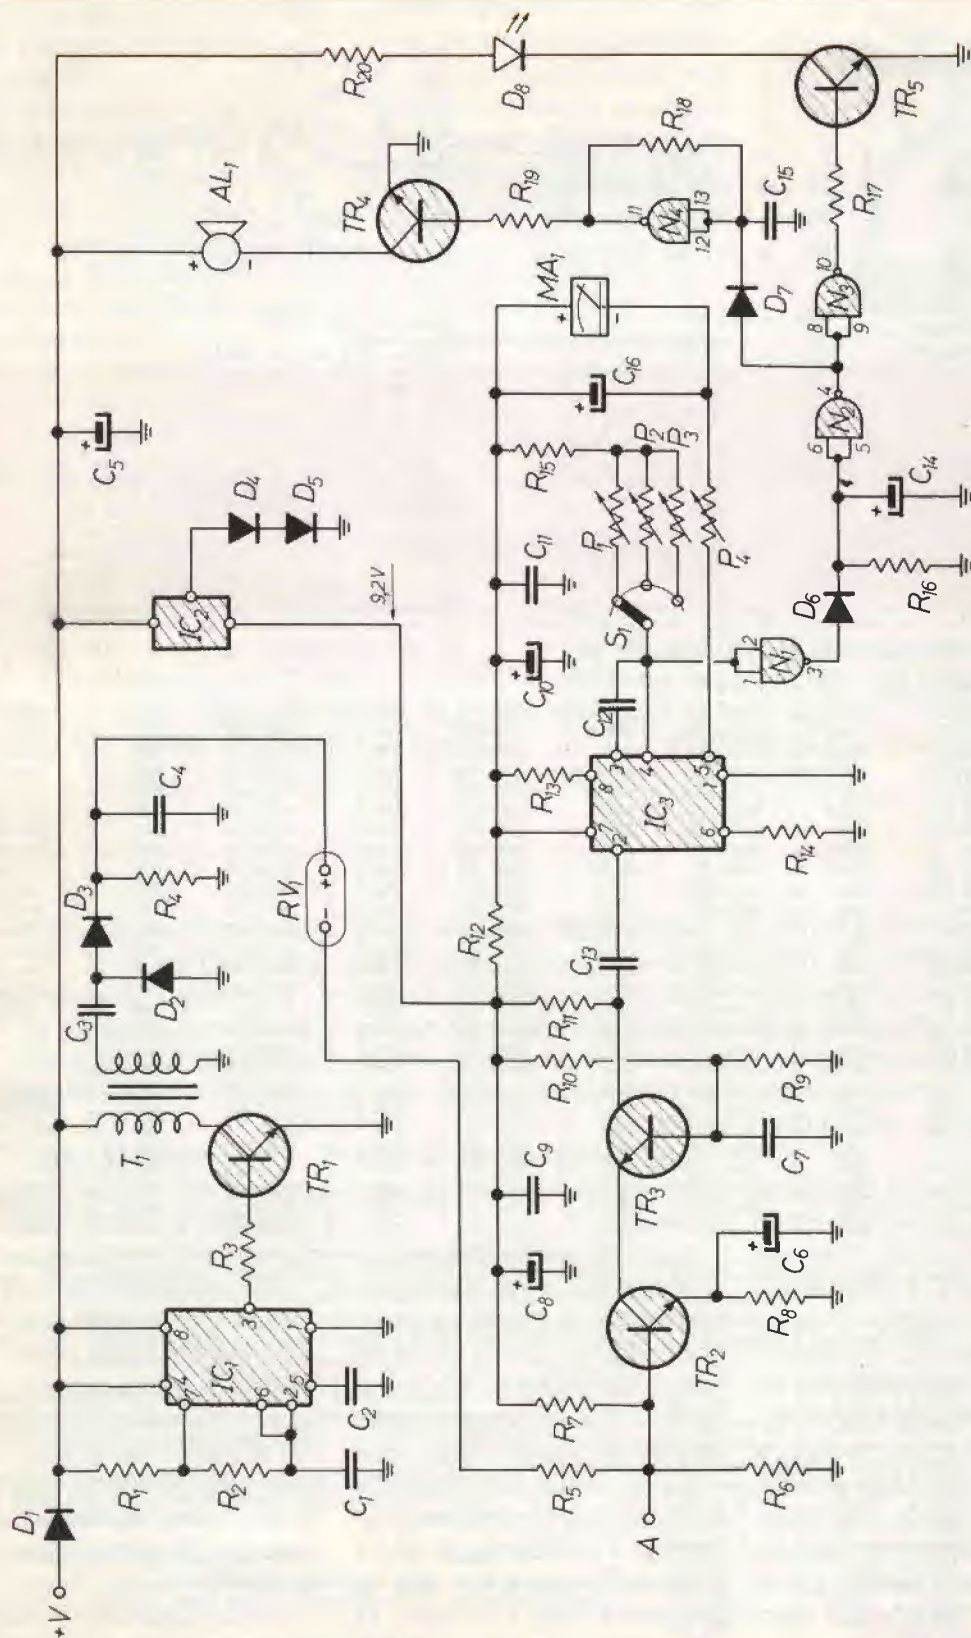 +V
D1
R1
R2
C1
C2
IC1
4
8
7
6
2
5
3
1
R3
TR1
T1
C3
D2
D3
R4
C4
RV1
-
+
IC2
9,2V
D4
D5
C5
+
AL1
+
-
R20
D8
TR4
R19
R18
N4
11
12
13
C15
D7
TR5
R17
N3
10
8
9
N2
4
6
5
C14
+
R16
D6
N1
1
2
3
MA1
+
-
C16
+
R15
P1
P2
P3
P4
S1
C11
C10
+
C12
R13
IC3
7
8
2
3
4
5
6
1
R14
R12
C13
R11
R10
R9
C7
TR3
C9
C8
+
C6
+
R8
TR2
R7
R5
R6
A